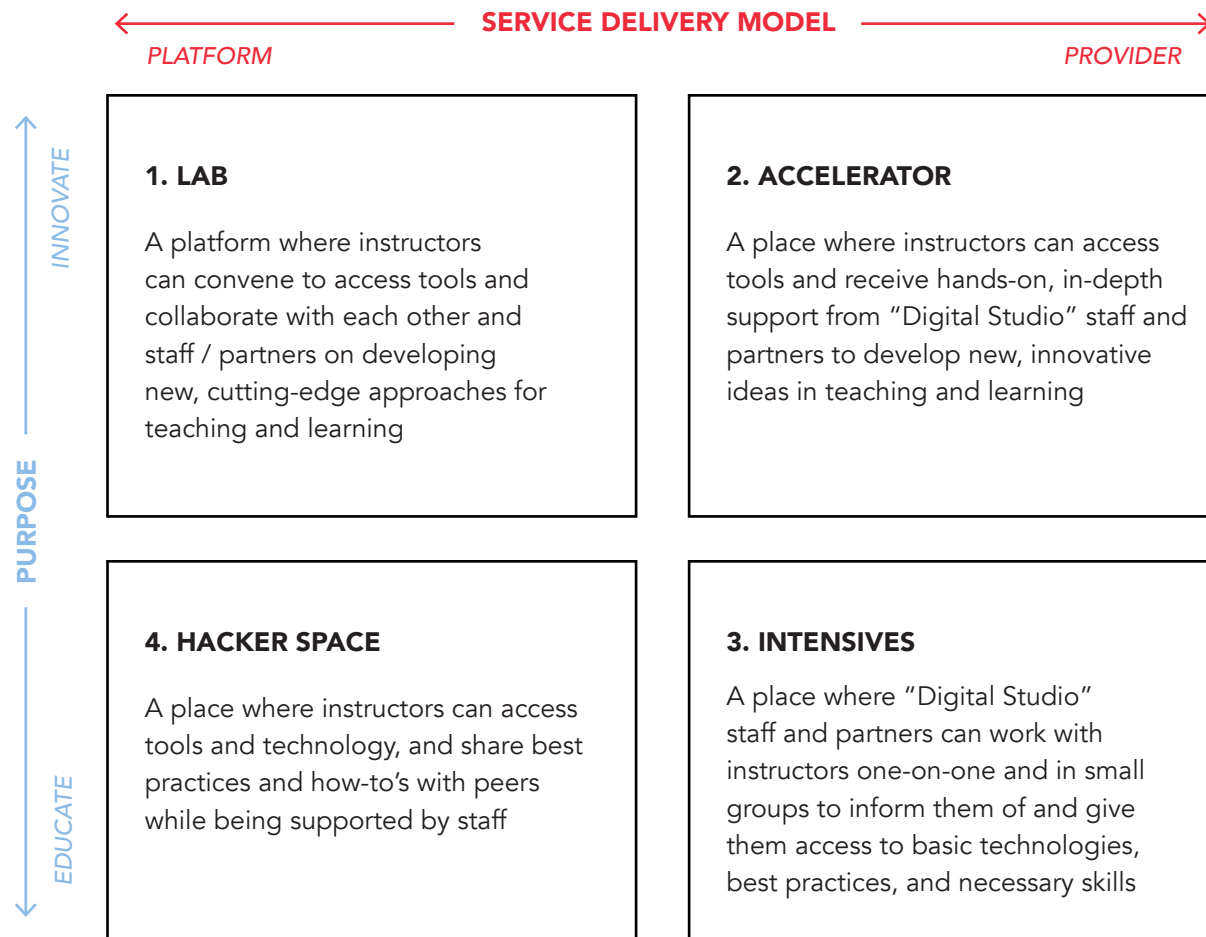 SERVICE DELIVERY MODEL
PLATFORM
PROVIDER
PURPOSE
INNOVATE
EDUCATE
1. LAB
A platform where instructors
can convene to access tools and
collaborate with each other and
staff / partners on developing
new, cutting-edge approaches for
teaching and learning
2. ACCELERATOR
A place where instructors can access
tools and receive hands-on, in-depth
support from “Digital Studio” staff and
partners to develop new, innovative
ideas in teaching and learning
4. HACKER SPACE
A place where instructors can access
tools and technology, and share best
practices and how-to’s with peers
while being supported by staff
3. INTENSIVES
A place where “Digital Studio”
staff and partners can work with
instructors one-on-one and in small
groups to inform them of and give
them access to basic technologies,
best practices, and necessary skills